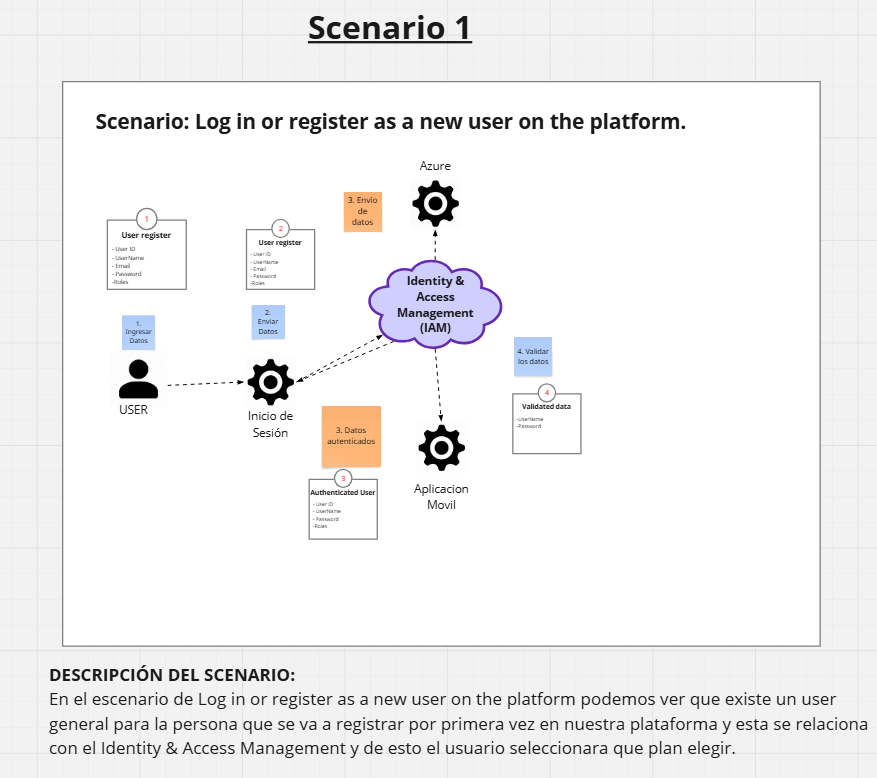 Scenario 1
Scenario: Log in or register as a new user on the platform.
Azure
3. Envio
de
datos
1
User register
- User ID
- UserName
- Email
- Password
-Roles
2
User register
- User ID
- UserName
- Email
- Password
-Roles
Identity &
Access
Management
(IAM)
1.
Ingresar
Datos
2.
Enviar
Datos
4. Validar
los datos
USER
Inicio de
Sesión
4
Validated data
-UserName
-Password
3. Datos
autenticados
3
Authenticated User
- User ID
- UserName
- Password
-Roles
Aplicacion
Movil
DESCRIPCIÓN DEL SCENARIO:
En el escenario de Log in or register as a new user on the platform podemos ver que existe un user
general para la persona que se va a registrar por primera vez en nuestra plataforma y esta se relaciona
con el Identity & Access Management y de esto el usuario seleccionara que plan elegir.